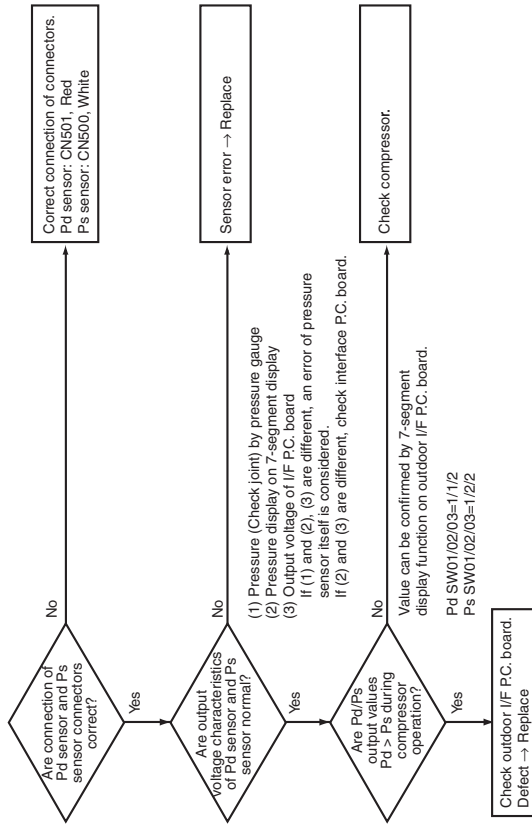 Are connection of
Pd sensor and Ps
sensor connectors
correct?
No
Correct connection of connectors.
Pd sensor: CN501, Red
Ps sensor: CN500, White
Yes
Are output
voltage characteristics
of Pd sensor and Ps
sensor normal?
No
Sensor error → Replace
(1) Pressure (Check joint) by pressure gauge
(2) Pressure display on 7-segment display
(3) Output voltage of I/F P.C. board
If (1) and (2), (3) are different, an error of pressure
sensor itself is considered.
If (2) and (3) are different, check interface P.C. board.
Yes
Are Pd/Ps
output values
Pd > Ps during
compressor
operation?
No
Check compressor.
Value can be confirmed by 7-segment
display function on outdoor I/F P.C. board.
Pd SW01/02/03=1/1/2
Ps SW01/02/03=1/2/2
Yes
Check outdoor I/F P.C. board.
Defect → Replace